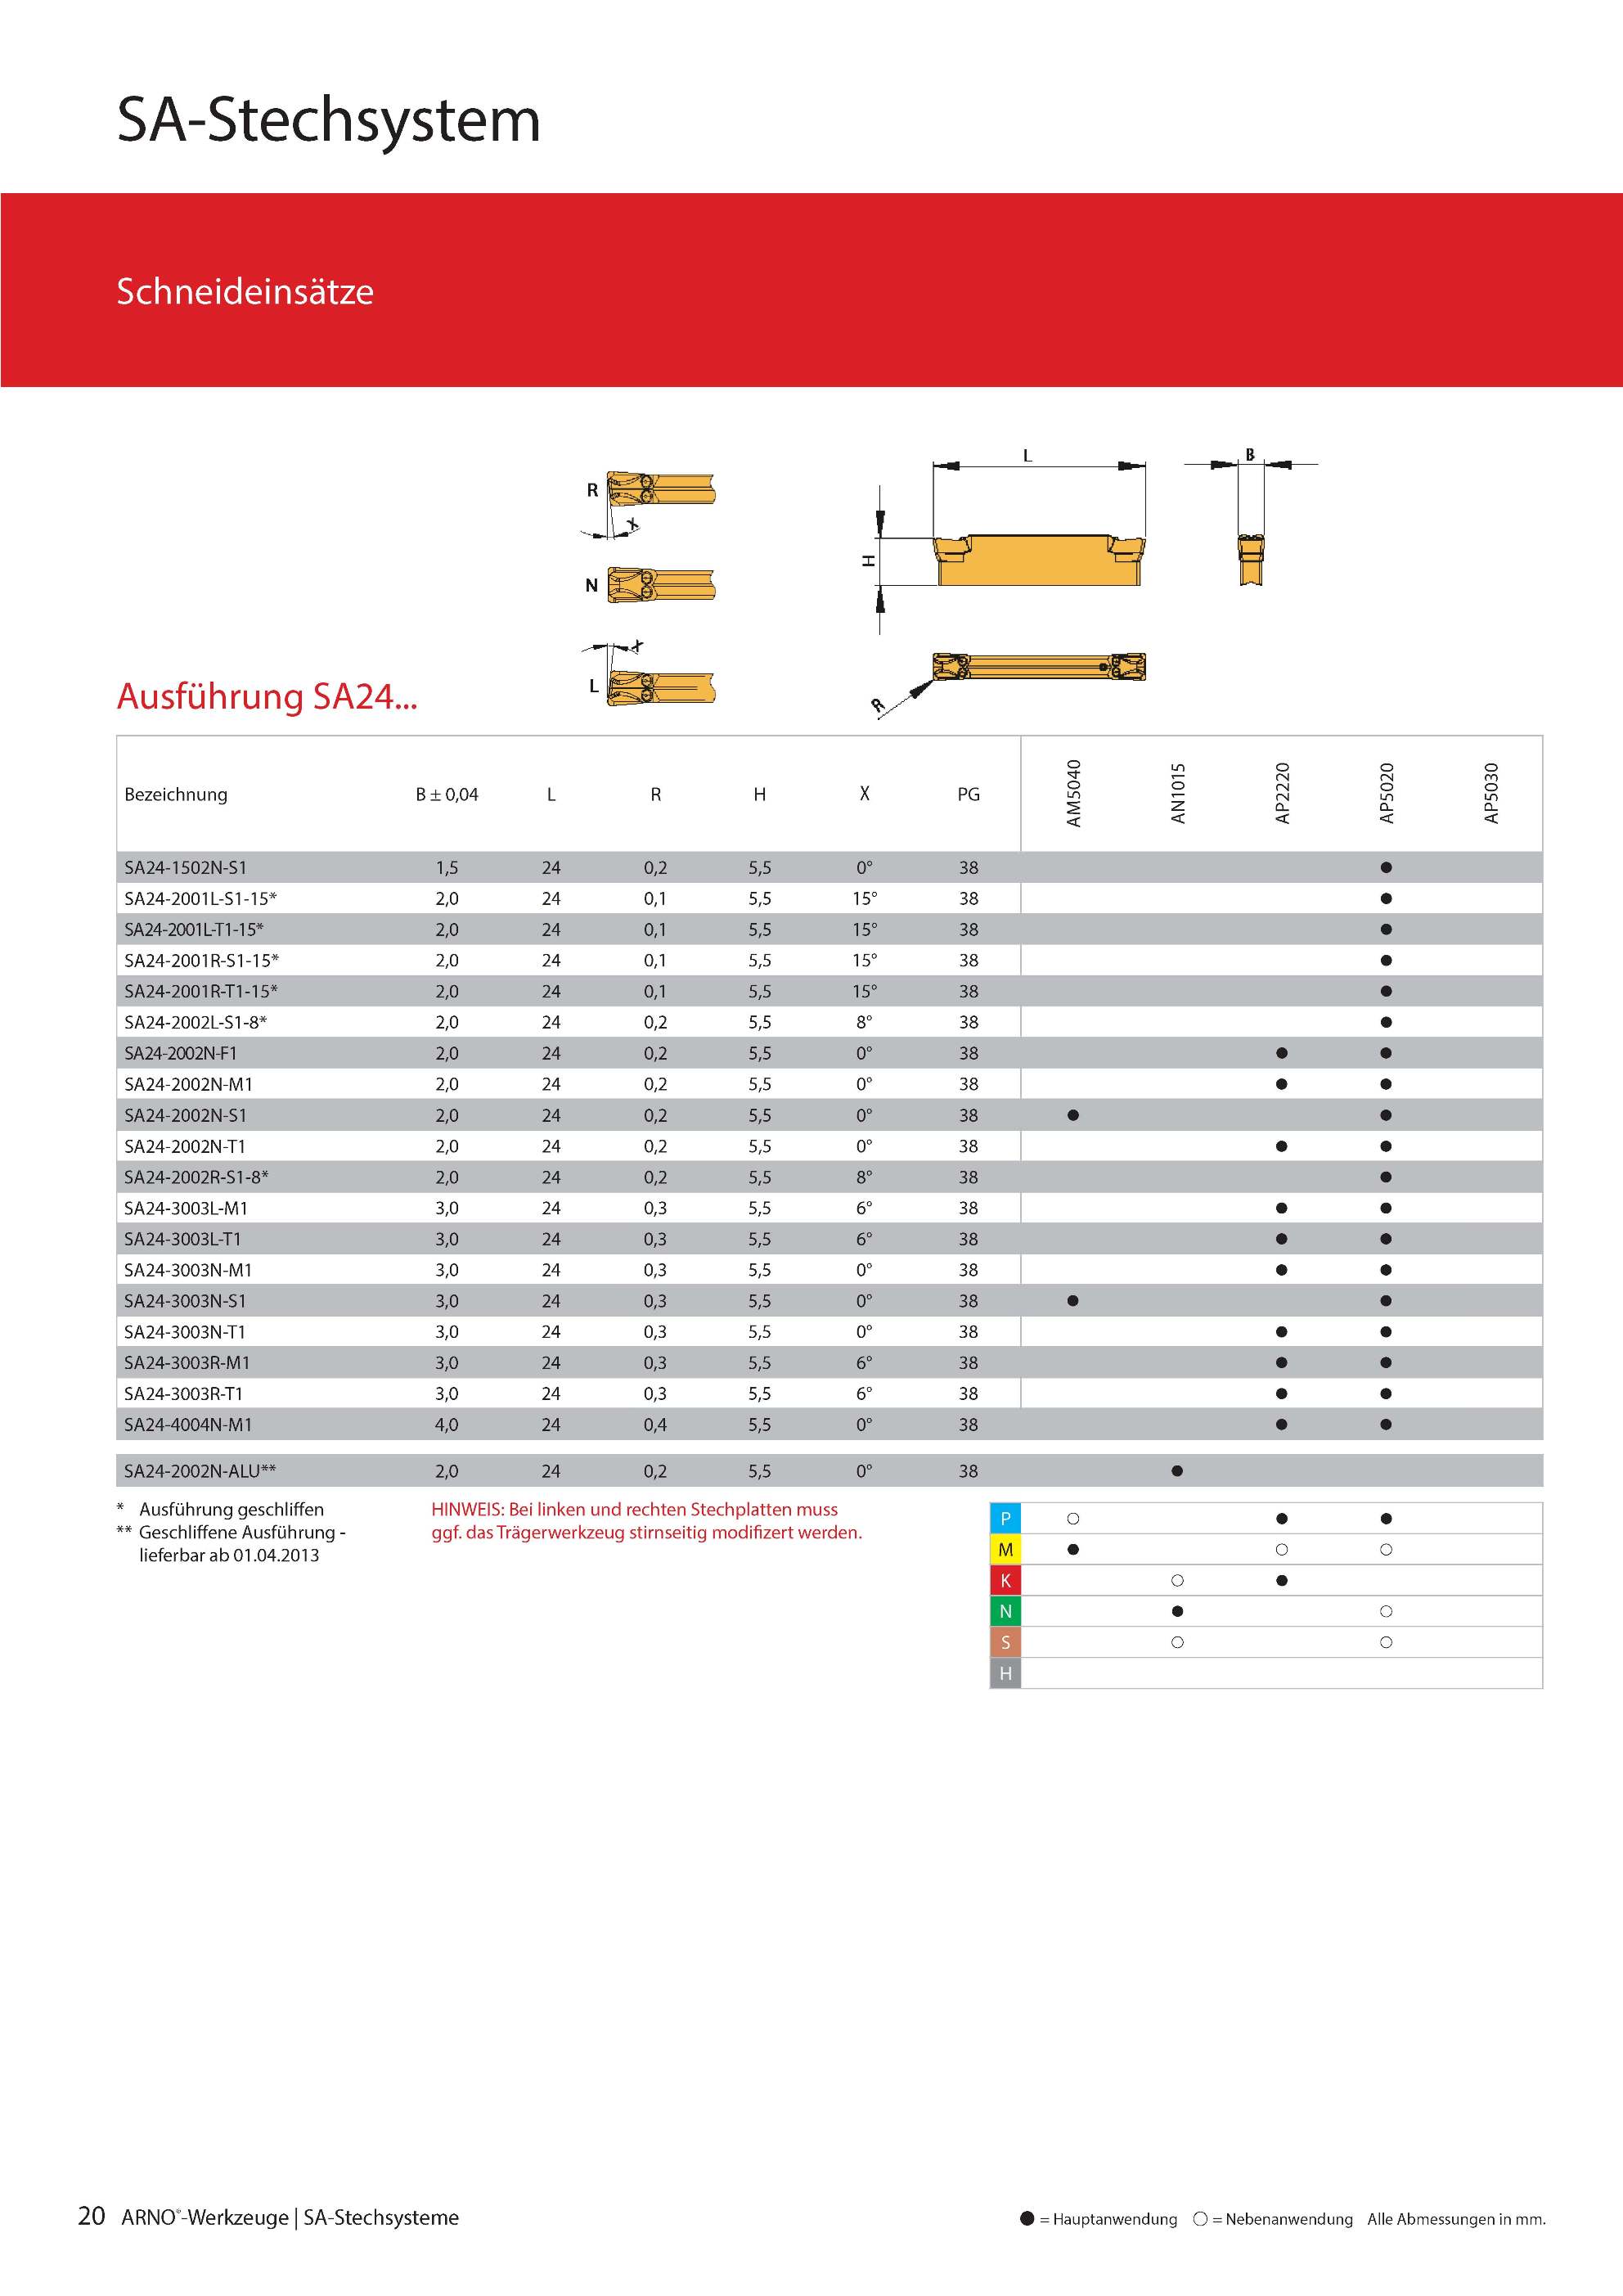 SA-Stechsystem
Schneideinsätze
R
X
N
X
L
L
B
H
R
Ausführung SA24...
Bezeichnung B ± 0,04 L R H X PG AM5040 AN1015 AP2220 AP5020 AP5030
SA24-1502N-S1 1,5 24 0,2 5,5 0° 38 ●
SA24-2001L-S1-15* 2,0 24 0,1 5,5 15° 38 ●
SA24-2001L-T1-15* 2,0 24 0,1 5,5 15° 38 ●
SA24-2001R-S1-15* 2,0 24 0,1 5,5 15° 38 ●
SA24-2001R-T1-15* 2,0 24 0,1 5,5 15° 38 ●
SA24-2002L-S1-8* 2,0 24 0,2 5,5 8° 38 ●
SA24-2002N-F1 2,0 24 0,2 5,5 0° 38 ● ●
SA24-2002N-M1 2,0 24 0,2 5,5 0° 38 ● ●
SA24-2002N-S1 2,0 24 0,2 5,5 0° 38 ● ●
SA24-2002N-T1 2,0 24 0,2 5,5 0° 38 ● ●
SA24-2002R-S1-8* 2,0 24 0,2 5,5 8° 38 ●
SA24-3003L-M1 3,0 24 0,3 5,5 6° 38 ● ●
SA24-3003L-T1 3,0 24 0,3 5,5 6° 38 ● ●
SA24-3003N-M1 3,0 24 0,3 5,5 0° 38 ● ●
SA24-3003N-S1 3,0 24 0,3 5,5 0° 38 ● ●
SA24-3003N-T1 3,0 24 0,3 5,5 0° 38 ● ●
SA24-3003R-M1 3,0 24 0,3 5,5 6° 38 ● ●
SA24-3003R-T1 3,0 24 0,3 5,5 6° 38 ● ●
SA24-4004N-M1 4,0 24 0,4 5,5 0° 38 ● ●
SA24-2002N-ALU** 2,0 24 0,2 5,5 0° 38 ●
* Ausführung geschliffen
** Geschliffene Ausführung -
lieferbar ab 01.04.2013
HINWEIS: Bei linken und rechten Stechplatten muss
ggf. das Trägerwerkzeug stirnseitig modifizert werden.
P ○ ● ●
M ● ○ ○
K ○ ●
N ● ○
S ○ ○
H
20 ARNO®-Werkzeuge | SA-Stechsysteme
● = Hauptanwendung ○ = Nebenanwendung Alle Abmessungen in mm.